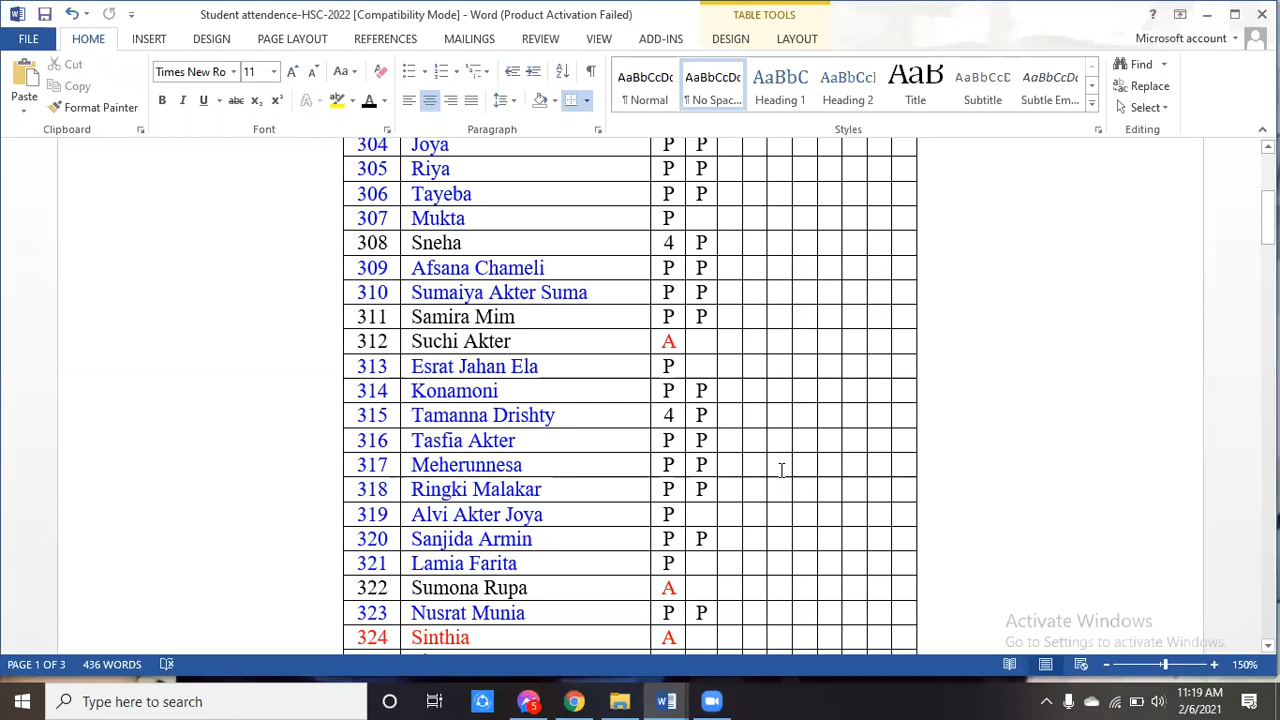 Student attendence-HSC-2022 [Compatibility Mode] - Word (Product Activation Failed)
TABLE TOOLS
?
FILE HOME INSERT DESIGN PAGE LAYOUT REFERENCES MAILINGS REVIEW VIEW ADD-INS DESIGN LAYOUT Microsoft account
Paste
Cut
Copy
Format Painter
Clipboard
Times New Ro 11
Aa
B I U abc X2 X2 A A
Font
Paragraph
AaBbCcDc AaBbCcDc AaBbC AaBbCcD AaB AaBbCcD AaBbCcD
¶ Normal ¶ No Spac... Heading Heading 2 Title Subtitle Subtle Em...
Styles
Find
Replace
Select
Editing
304 Joya P P
305 Riya P P
306 Tayeba P P
307 Mukta P
308 Sneha 4 P
309 Afsana Chameli P P
310 Sumaiya Akter Suma P P
311 Samira Mim P P
312 Suchi Akter A
313 Esrat Jahan Ela P
314 Konamoni P P
315 Tamanna Drishty 4 P
316 Tasfia Akter P P
317 Meherunnesa P P
318 Ringki Malakar P P
319 Alvi Akter Joya P
320 Sanjida Armin P P
321 Lamia Farita P
322 Sumona Rupa A
323 Nusrat Munia P P
324 Sinthia A
Activate Windows
Go to Settings to activate Windows.
PAGE 1 OF 3 436 WORDS 150%
Type here to search
5
11:19 AM
2/6/2021